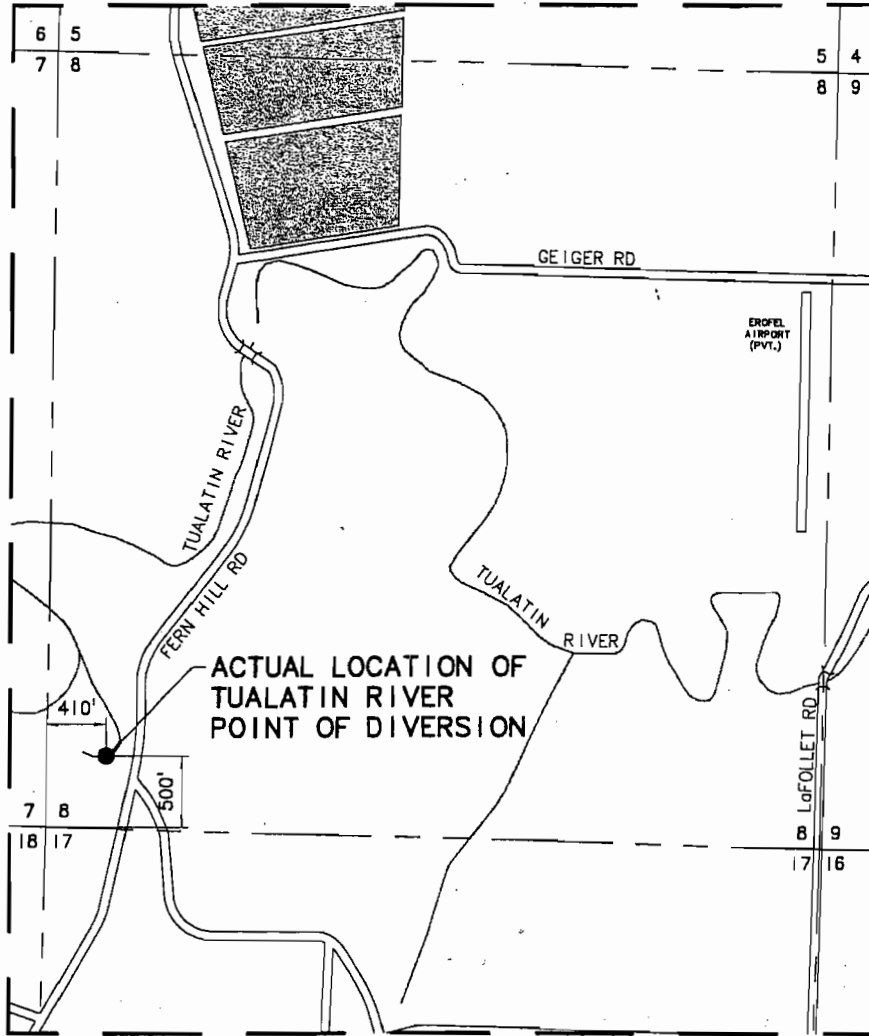 6 5
7 8
5 4
8 9
GEIGER RD
EROFEL
AIRPORT
(PVT.)
TUALATIN RIVER
FERN HILL RD
TUALATIN
RIVER
ACTUAL LOCATION OF
TUALATIN RIVER
POINT OF DIVERSION
410'
500'
LaFOLLET RD
7 8
18 17
8 9
17 16